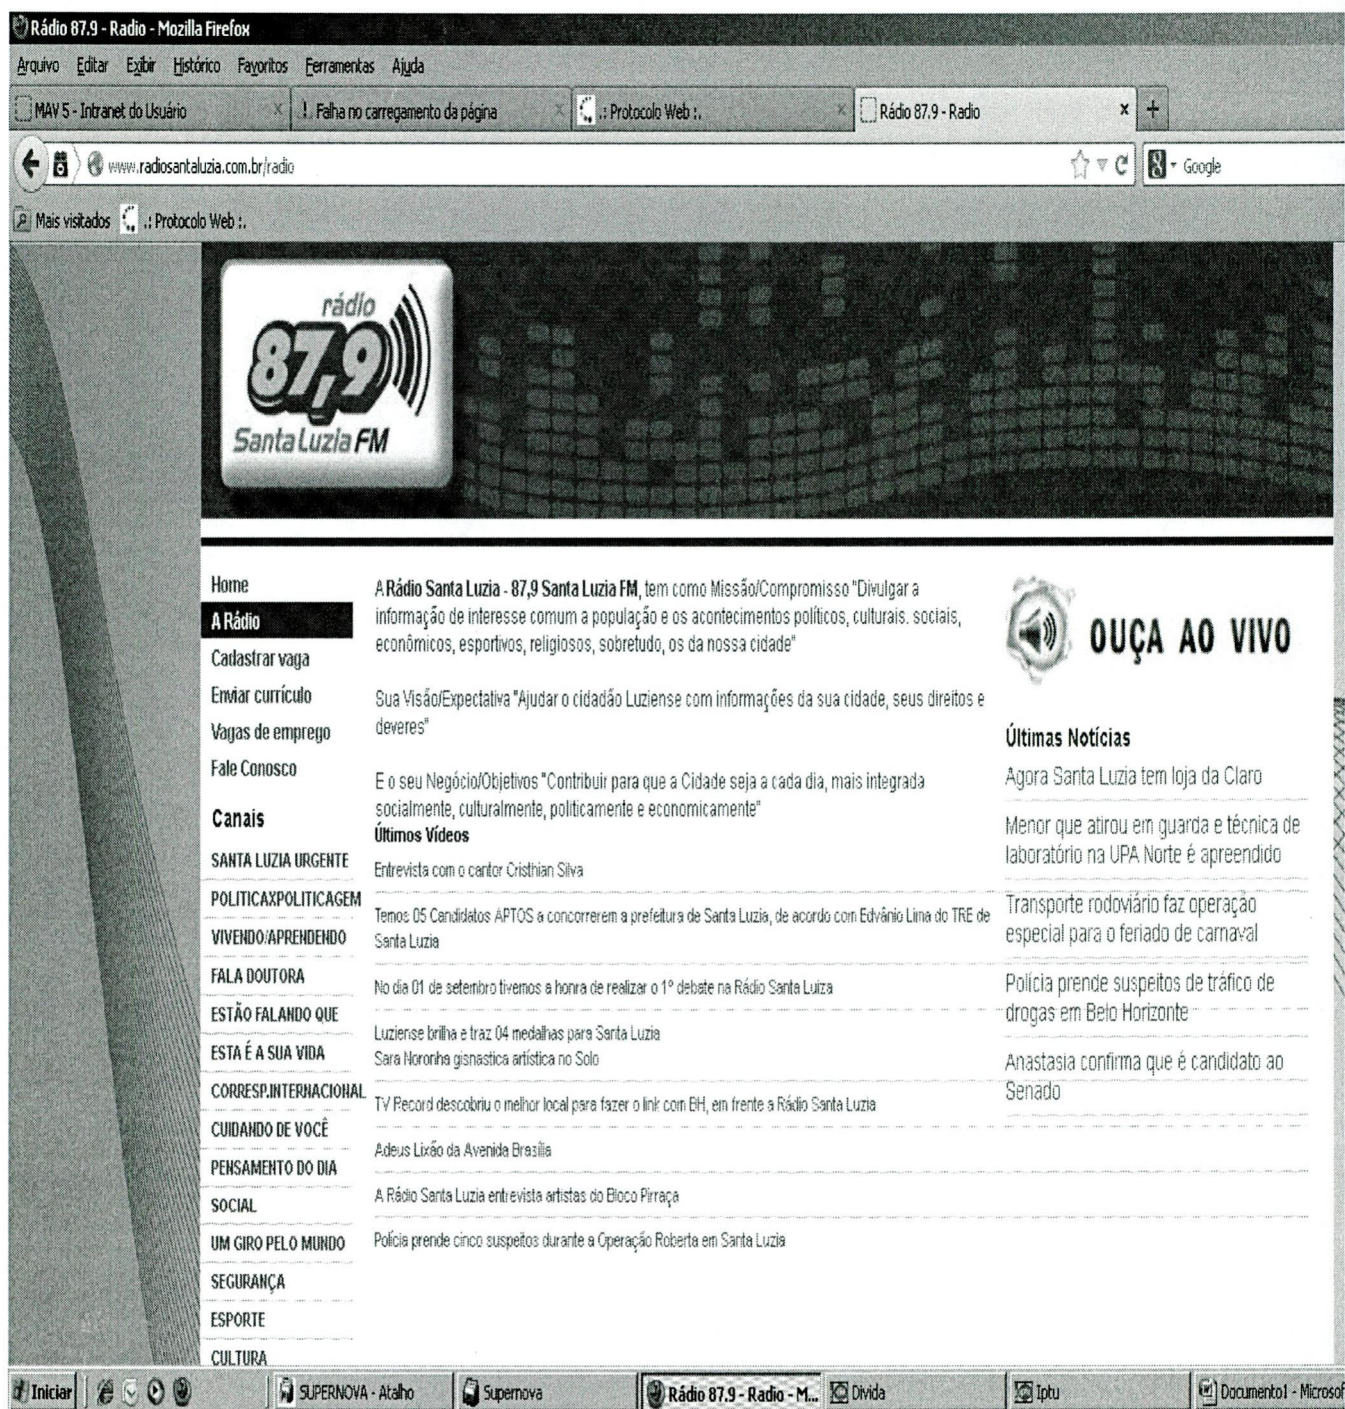 Rádio 87.9 - Radio - Mozilla Firefox
Arquivo Editar Exibir Histórico Favoritos Ferramentas Ajuda
MAV 5 - Intranet do Usuário
! Falha no carregamento da página
.: Protocolo Web :.
Rádio 87.9 - Radio
www.radiosantaluzia.com.br/radio
Google
Mais visitados .: Protocolo Web :.
rádio
87,9
Santa Luzia FM
Home
A Rádio
Cadastrar vaga
Enviar currículo
Vagas de emprego
Fale Conosco
Canais
SANTA LUZIA URGENTE
POLITICAXPOLITICAGEM
VIVENDO/APRENDENDO
FALA DOUTORA
ESTÃO FALANDO QUE
ESTA É A SUA VIDA
CORRESP.INTERNACIONAL
CUIDANDO DE VOCÊ
PENSAMENTO DO DIA
SOCIAL
UM GIRO PELO MUNDO
SEGURANÇA
ESPORTE
CULTURA
A Rádio Santa Luzia - 87,9 Santa Luzia FM, tem como Missão/Compromisso "Divulgar a
informação de interesse comum a população e os acontecimentos políticos, culturais. sociais,
econômicos, esportivos, religiosos, sobretudo, os da nossa cidade"
Sua Visão/Expectativa "Ajudar o cidadão Luziense com informações da sua cidade, seus direitos e
deveres"
E o seu Negócio/Objetivos "Contribuir para que a Cidade seja a cada dia, mais integrada
socialmente, culturalmente, politicamente e economicamente"
Últimos Vídeos
Entrevista com o cantor Cristhian Silva
Temos 05 Candidatos APTOS a concorrerem a prefeitura de Santa Luzia, de acordo com Edvânio Lima do TRE de
Santa Luzia
No dia 01 de setembro tivemos a honra de realizar o 1º debate na Rádio Santa Luiza
Luziense brilha e traz 04 medalhas para Santa Luzia
Sara Noronha gisnastica artística no Solo
TV Record descobriu o melhor local para fazer o link com BH, em frente a Rádio Santa Luzia
Adeus Lixão da Avenida Brasília
A Rádio Santa Luzia entrevista artistas do Bloco Pirraça
Polícia prende cinco suspeitos durante a Operação Roberta em Santa Luzia
OUÇA AO VIVO
Últimas Notícias
Agora Santa Luzia tem loja da Claro
Menor que atirou em guarda e técnica de
laboratório na UPA Norte é apreendido
Transporte rodoviário faz operação
especial para o feriado de carnaval
Polícia prende suspeitos de tráfico de
drogas em Belo Horizonte
Anastasia confirma que é candidato ao
Senado
Iniciar
SUPERNOVA - Atalho
Supernova
Rádio 87.9 - Radio - M...
Divida
Iptu
Documento1 - Microsof